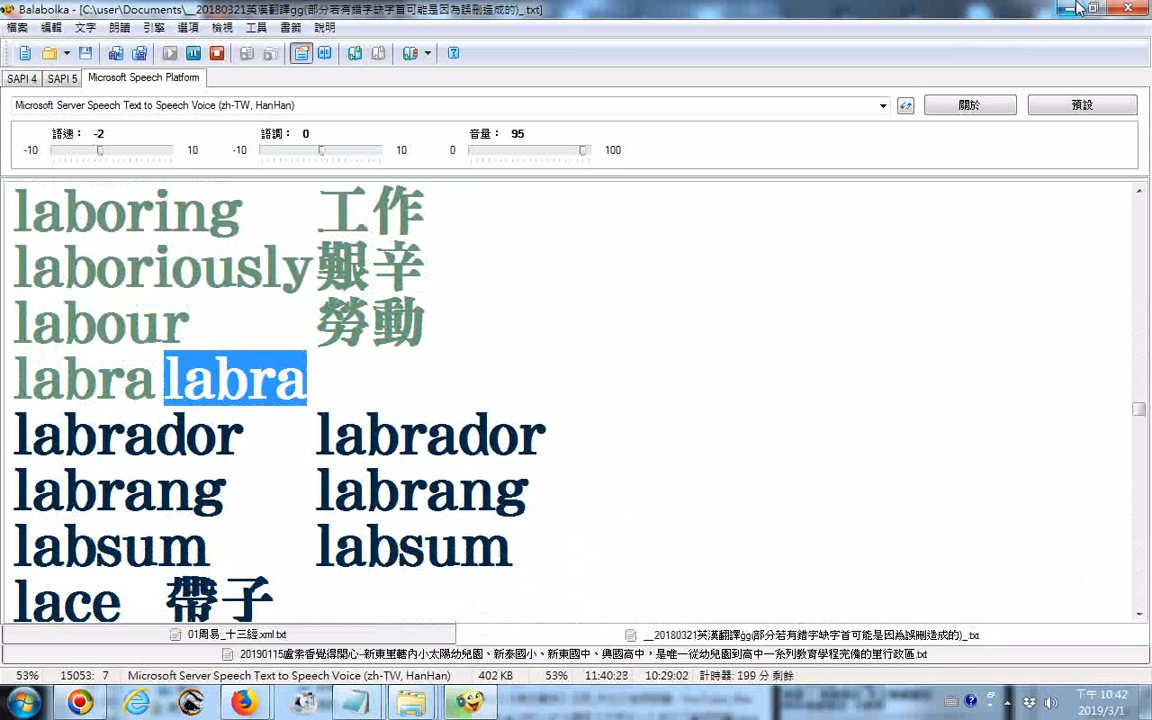 Balabolka - [C:\user\Documents\__20180321英漢翻譯gg(部分若有錯字缺字首可能是因為誤刪造成的)_.txt]
檔案 編輯 文字 朗讀 引擎 選項 檢視 工具 書籤 說明
SAPI 4 SAPI 5 Microsoft Speech Platform
Microsoft Server Speech Text to Speech Voice (zh-TW, HanHan) 關於 預設
語速： -2 語調： 0 音量： 95
-10 10 -10 10 0 100
laboring 工作
laboriously 艱辛
labour 勞動
labra labra
labrador labrador
labrang labrang
labsum labsum
lace 帶子
01周易_十三經.xml.txt __20180321英漢翻譯gg(部分若有錯字缺字首可能是因為誤刪造成的)_.txt
20190115盧素香覺得開心--新東里轄內小太陽幼兒園、新泰國小、新東國中、興國高中，是唯一從幼兒園到高中一系列教育學程完備的里行政區.txt
53% 15053: 7 Microsoft Server Speech Text to Speech Voice (zh-TW, HanHan) 402 KB 53% 11:40:28 10:29:02 計時器: 199 分 剩餘
下午 10:42
2019/3/1